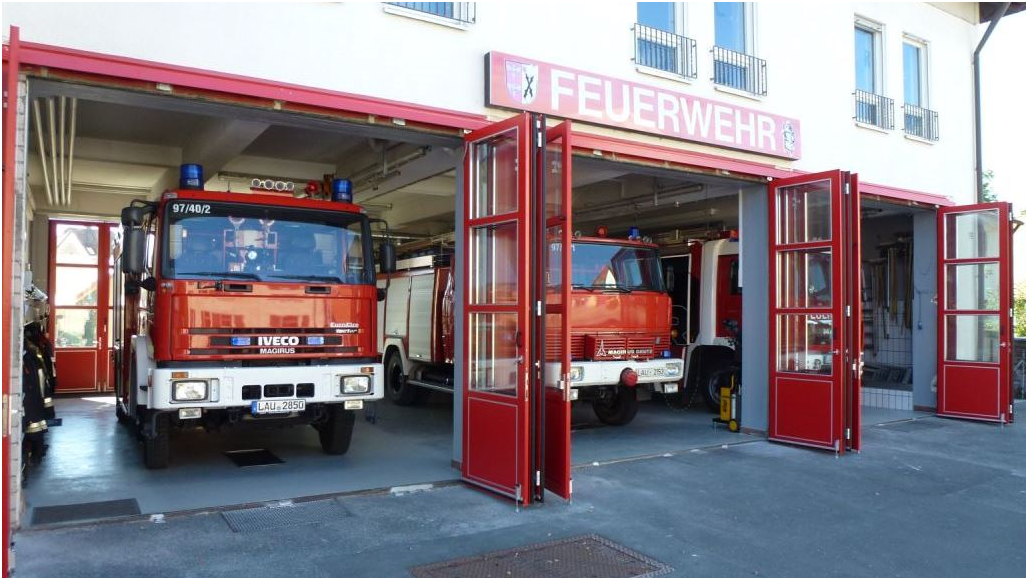 FEUERWEHR
97/40/2
IVECO
MAGIRUS
LAU 2850
MAGIRUS DEUTZ